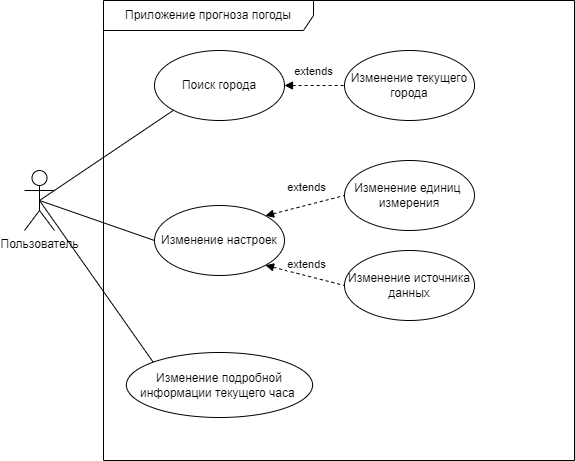 Приложение прогноза погоды
Поиск города
extends
Изменение текущего
города
extends
Изменение единиц
измерения
Пользователь
Изменение настроек
extends
Изменение источника
данных
Изменение подробной
информации текущего часа